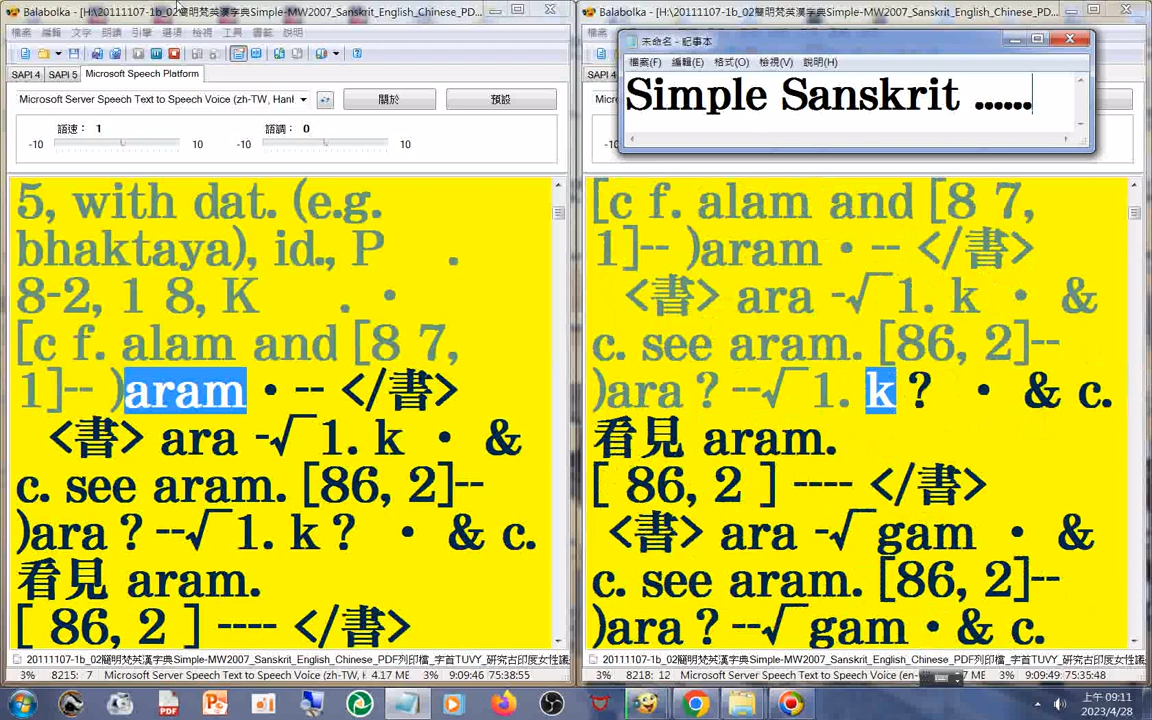 Balabolka - [H:\20111107-1b_02簡明梵英漢字典Simple-MW2007_Sanskrit_English_Chinese_PD...
檔案 編輯 文字 朗讀 引擎 選項 檢視 工具 書籤 說明
SAPI 4 SAPI 5 Microsoft Speech Platform
Microsoft Server Speech Text to Speech Voice (zh-TW, Hanl
關於 預設
語速： 1 語調： 0
-10 10 -10 10
5, with dat. (e.g.
bhaktaya), id., P .
8-2, 1 8, K . •
[c f. alam and [8 7,
1]-- )aram • -- </書>
<書> ara -√ 1. k • &
c. see aram. [86, 2]--
)ara ? --√ 1. k ? • & c.
看見 aram.
[ 86, 2 ] ---- </書>
20111107-1b_02簡明梵英漢字典Simple-MW2007_Sanskrit_English_Chinese_PDF列印檔_字首TUVY_研究古印度女性議
3% 8215: 7 Microsoft Server Speech Text to Speech Voice (zh-TW, H 4.17 ME 3% 9:09:46 75:38:55
Balabolka - [H:\20111107-1b_02簡明梵英漢字典Simple-MW2007_Sanskrit_English_Chinese_PDF...
檔案
SAPI 4
Micr
未命名 - 記事本
檔案(F) 編輯(E) 格式(O) 檢視(V) 說明(H)
Simple Sanskrit ......
-10
[c f. alam and [8 7,
1]-- )aram • -- </書>
<書> ara -√ 1. k • &
c. see aram. [86, 2]--
)ara ? --√ 1. k ? • & c.
看見 aram.
[ 86, 2 ] ---- </書>
<書> ara -√ gam • &
c. see aram. [86, 2]--
)ara ? --√ gam • & c.
20111107-1b_02簡明梵英漢字典Simple-MW2007_Sanskrit_English_Chinese_PDF列印檔_字首TUVY_研究古印度女性議
3% 8218: 12 Microsoft Server Speech Text to Speech Voice (en- 4.17 ME 3% 9:09:49 75:35:48
上午 09:11
2023/4/28